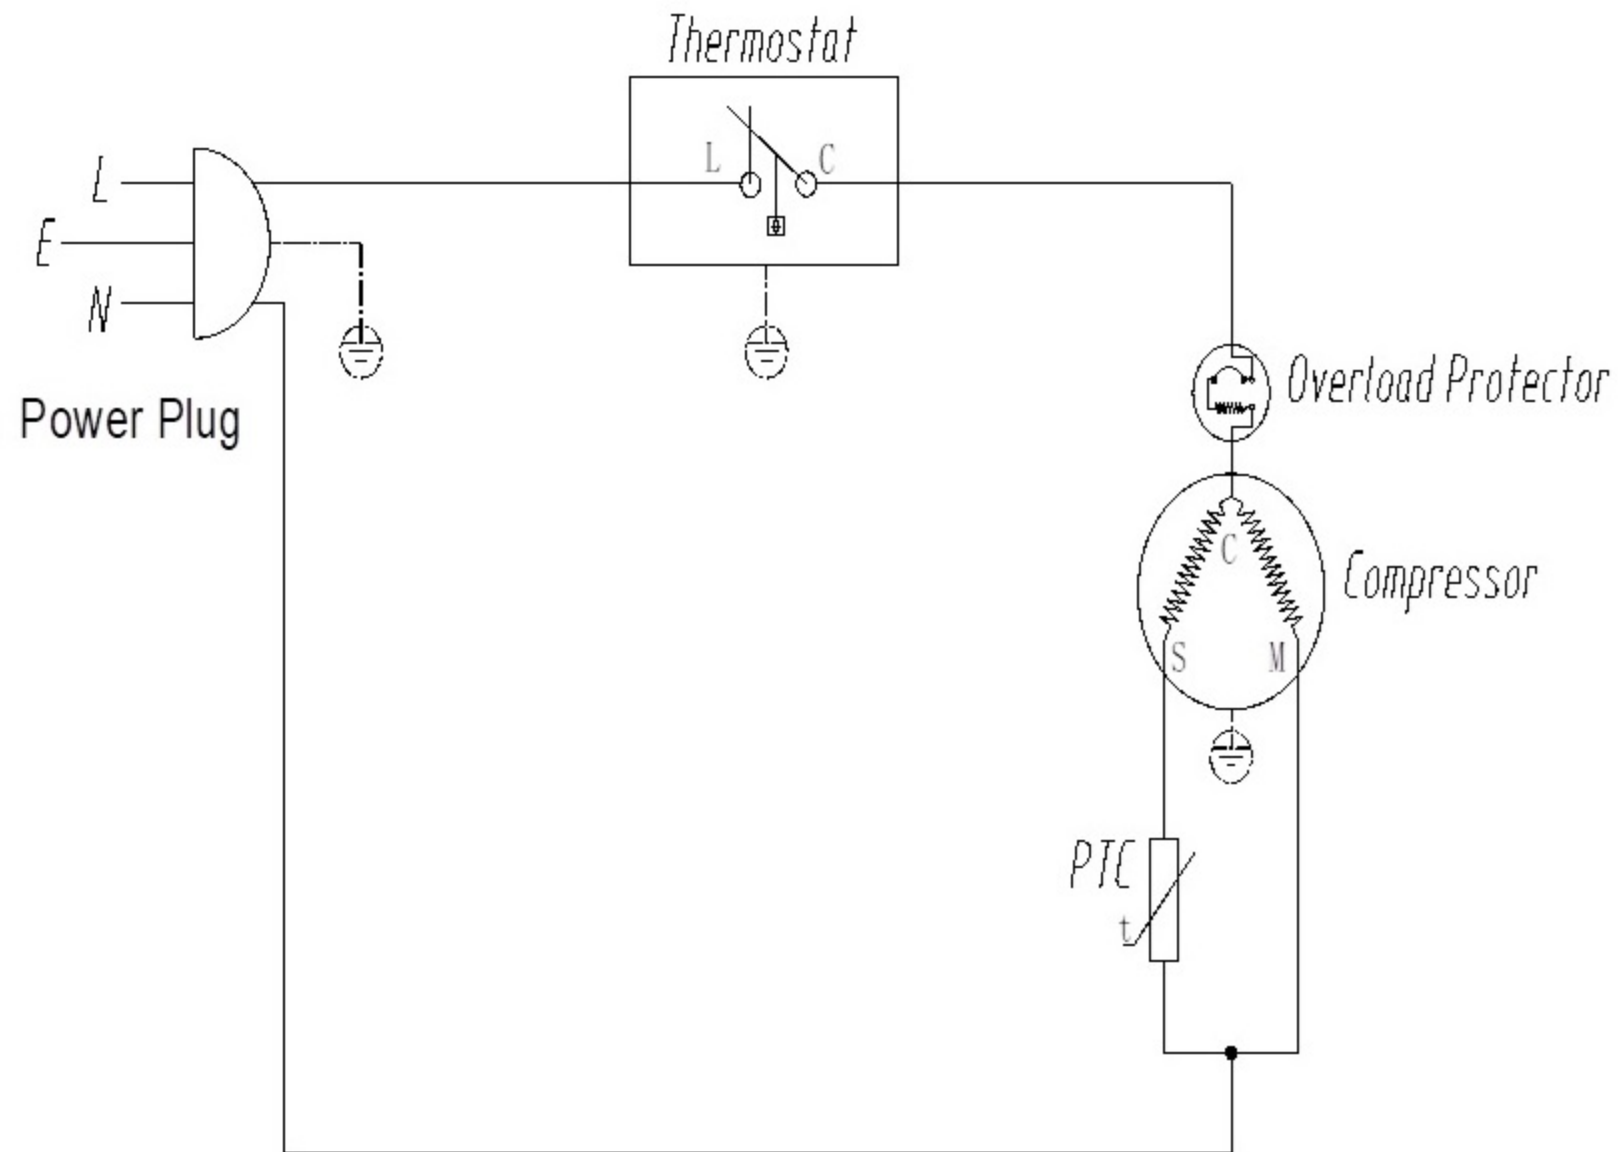 Thermostat
L C
L
E
N
Power Plug
Overload Protector
C
Compressor
S M
PTC
t